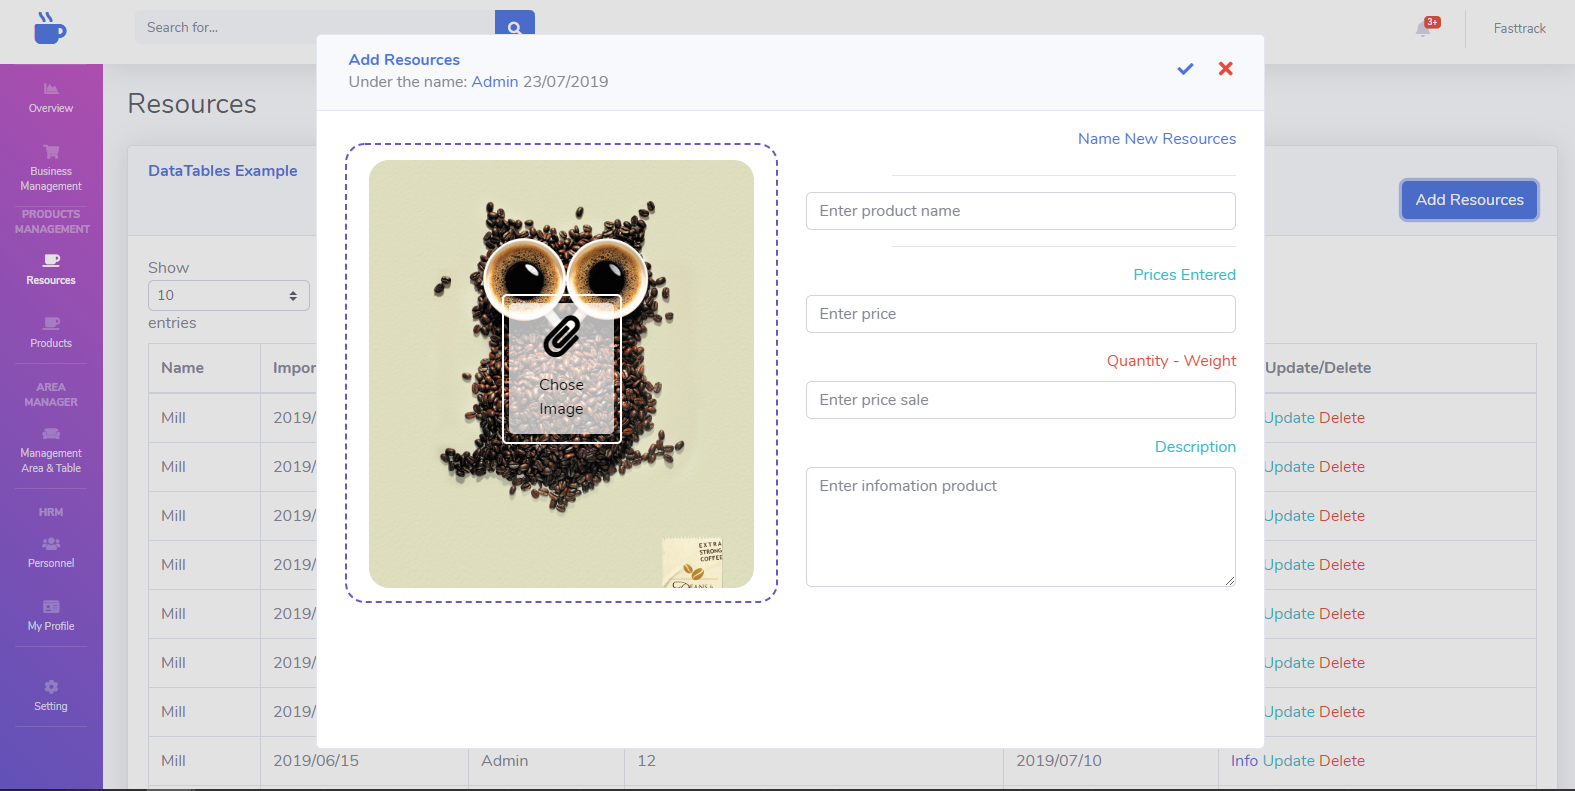 Search for...
3+
Fasttrack
Overview
Business
Management
PRODUCTS
MANAGEMENT
Resources
Products
AREA
MANAGER
Management
Area & Table
HRM
Personnel
My Profile
Setting
Resources
DataTables Example
Add Resources
Show
10
entries
Name
Impor
Update/Delete
Mill 2019/ Update Delete
Mill 2019/ Update Delete
Mill 2019/ Update Delete
Mill 2019/ Update Delete
Mill 2019/ Update Delete
Mill 2019/ Update Delete
Mill 2019/ Update Delete
Mill 2019/06/15 Admin 12 2019/07/10 Info Update Delete
Add Resources
Under the name: Admin 23/07/2019
Chose
Image
EXTRA
STRONG
COFFEE
Name New Resources
Enter product name
Prices Entered
Enter price
Quantity - Weight
Enter price sale
Description
Enter infomation product